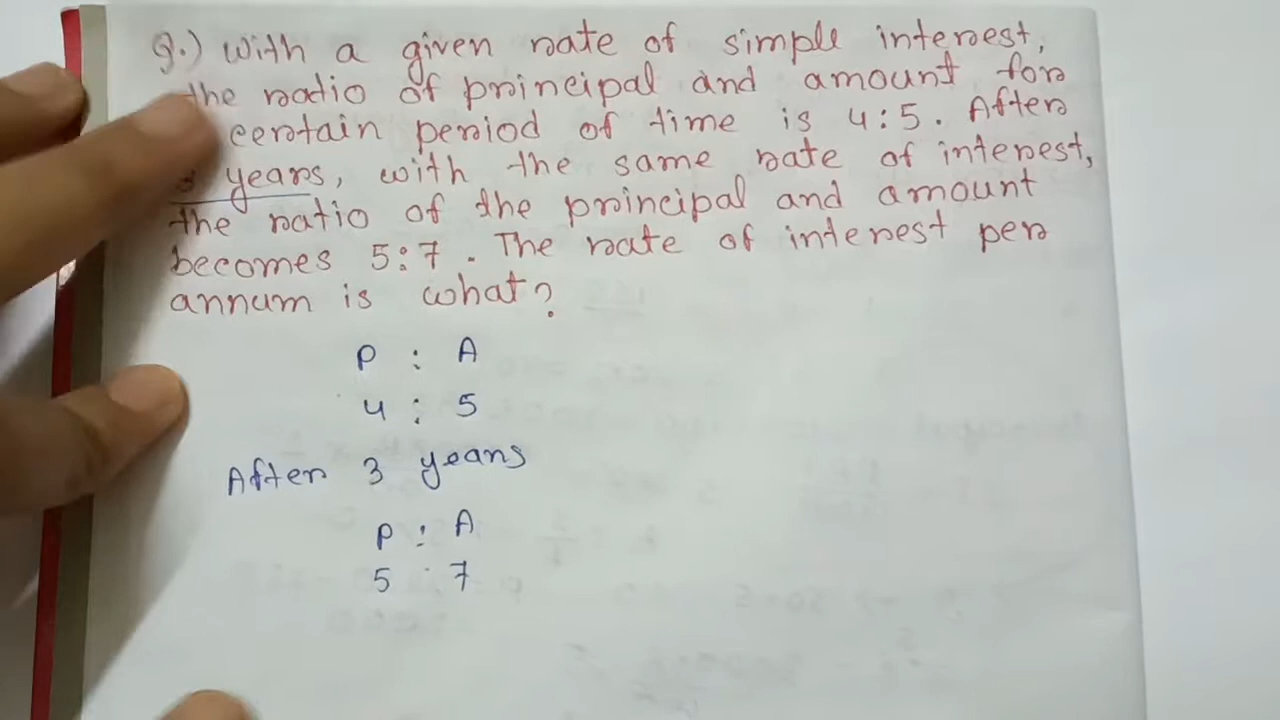 Q.) With a given rate of simple interest,
the ratio of principal and amount for
certain period of time is 4:5. After
years, with the same rate of interest,
the ratio of the principal and amount
becomes 5:7. The rate of interest per
annum is what?
P : A
4 : 5
After 3 years
P : A
5 : 7